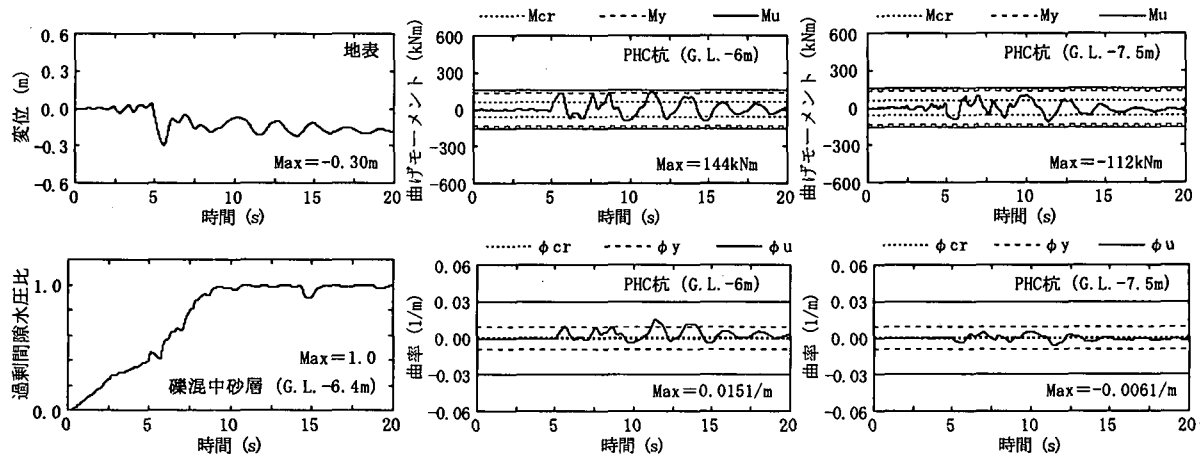 0.6
0.3
0.0
-0.3
-0.6
変位 (m)
地表
Max=-0.30m
0 5 10 15 20
時間 (s)
Mcr My Mu
600
300
0
-300
-600
曲げモーメント (kNm)
PHC杭 (G.L.-6m)
Max=144kNm
0 5 10 15 20
時間 (s)
Mcr My Mu
600
300
0
-300
-600
曲げモーメント (kNm)
PHC杭 (G.L.-7.5m)
Max=-112kNm
0 5 10 15 20
時間 (s)
1.0
0.0
過剰間隙水圧比
Max=1.0
礫混中砂層 (G.L.-6.4m)
0 5 10 15 20
時間 (s)
φcr φy φu
0.06
0.03
0.00
-0.03
-0.06
曲率 (1/m)
PHC杭 (G.L.-6m)
Max=0.0151/m
0 5 10 15 20
時間 (s)
φcr φy φu
0.06
0.03
0.00
-0.03
-0.06
曲率 (1/m)
PHC杭 (G.L.-7.5m)
Max=-0.0061/m
0 5 10 15 20
時間 (s)